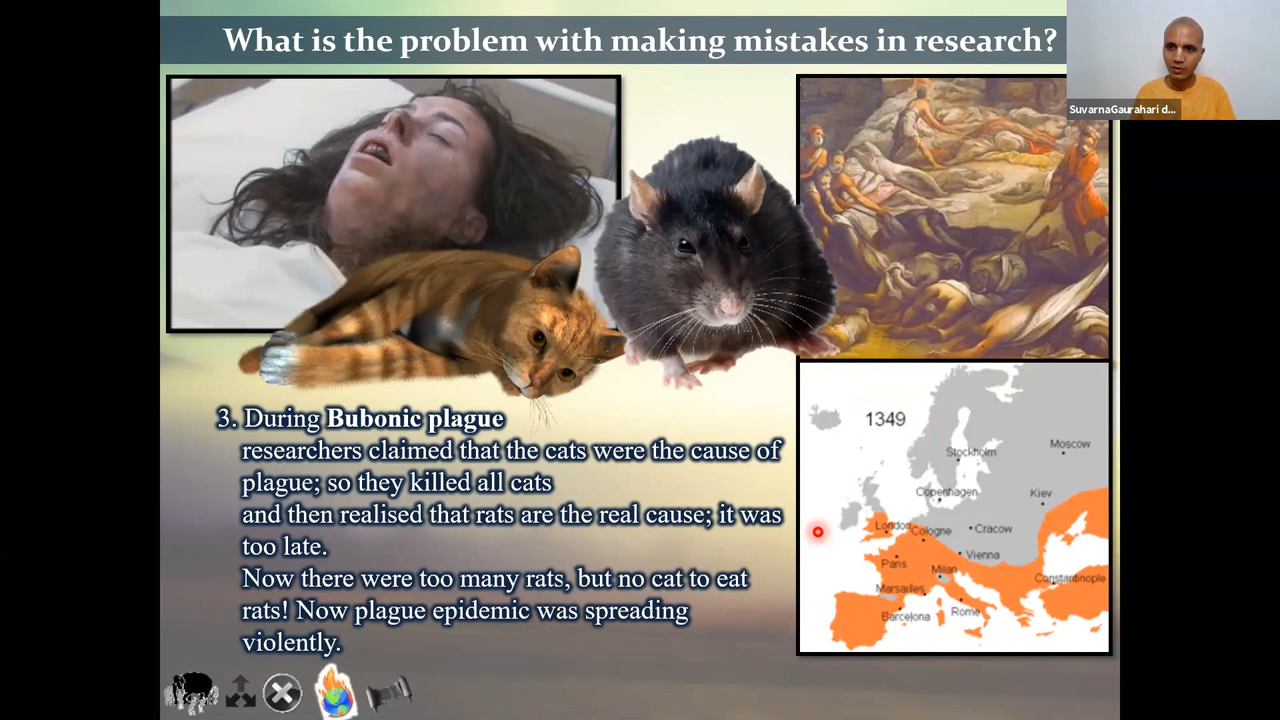 What is the problem with making mistakes in research?
SuvarnaGaurahari d...
3. During Bubonic plague
researchers claimed that the cats were the cause of
plague; so they killed all cats
and then realised that rats are the real cause; it was
too late.
Now there were too many rats, but no cat to eat
rats! Now plague epidemic was spreading
violently.
1349
Moscow
Stockholm
Copenhagen
Kiev
London
Cologne
Cracow
Vienna
Paris
Milan
Constantinople
Marsailles
Rome
Barcelona